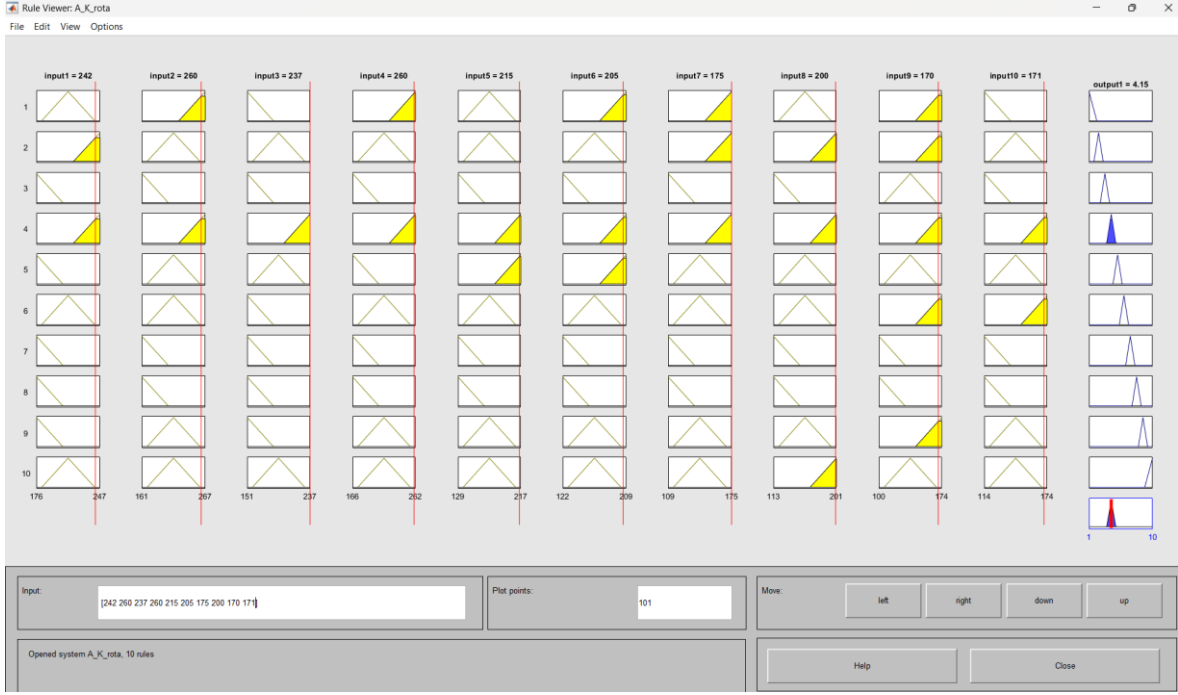 Rule Viewer: A_K_rota
File Edit View Options
input1 = 242 input2 = 260 input3 = 237 input4 = 260 input5 = 215 input6 = 205 input7 = 175 input8 = 200 input9 = 170 input10 = 171
output1 = 4.15
1
2
3
4
5
6
7
8
9
10
176 247 161 267 151 237 166 262 129 217 122 209 109 175 113 201 100 174 114 174
1 10
Input:
[242 260 237 260 215 205 175 200 170 171]
Plot points:
101
Move:
left right down up
Opened system A_K_rota, 10 rules
Help Close